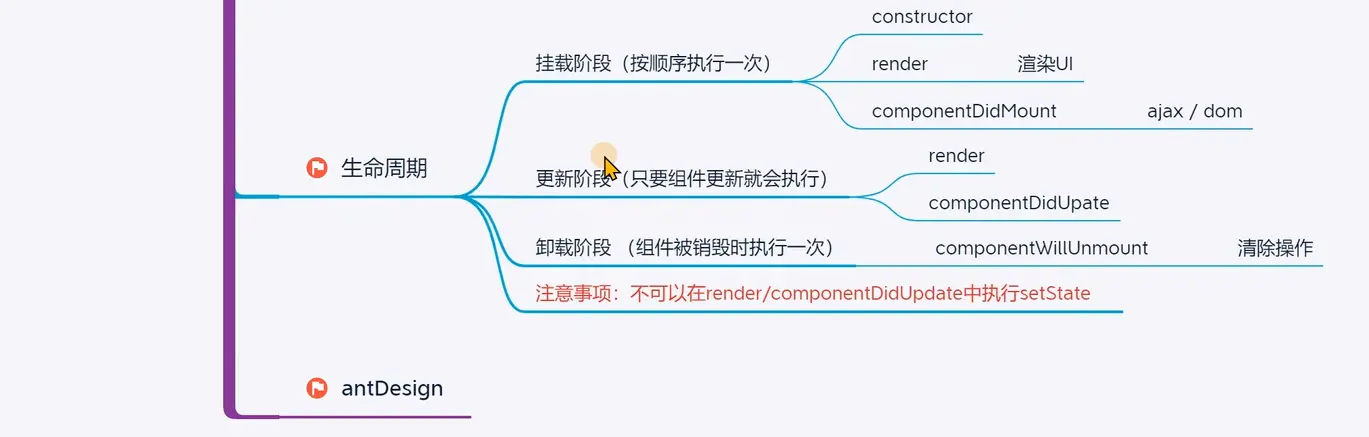 生命周期
挂载阶段（按顺序执行一次）
constructor
render 渲染UI
componentDidMount ajax / dom
更新阶段（只要组件更新就会执行）
render
componentDidUpate
卸载阶段 （组件被销毁时执行一次） componentWillUnmount 清除操作
注意事项：不可以在render/componentDidUpdate中执行setState
antDesign